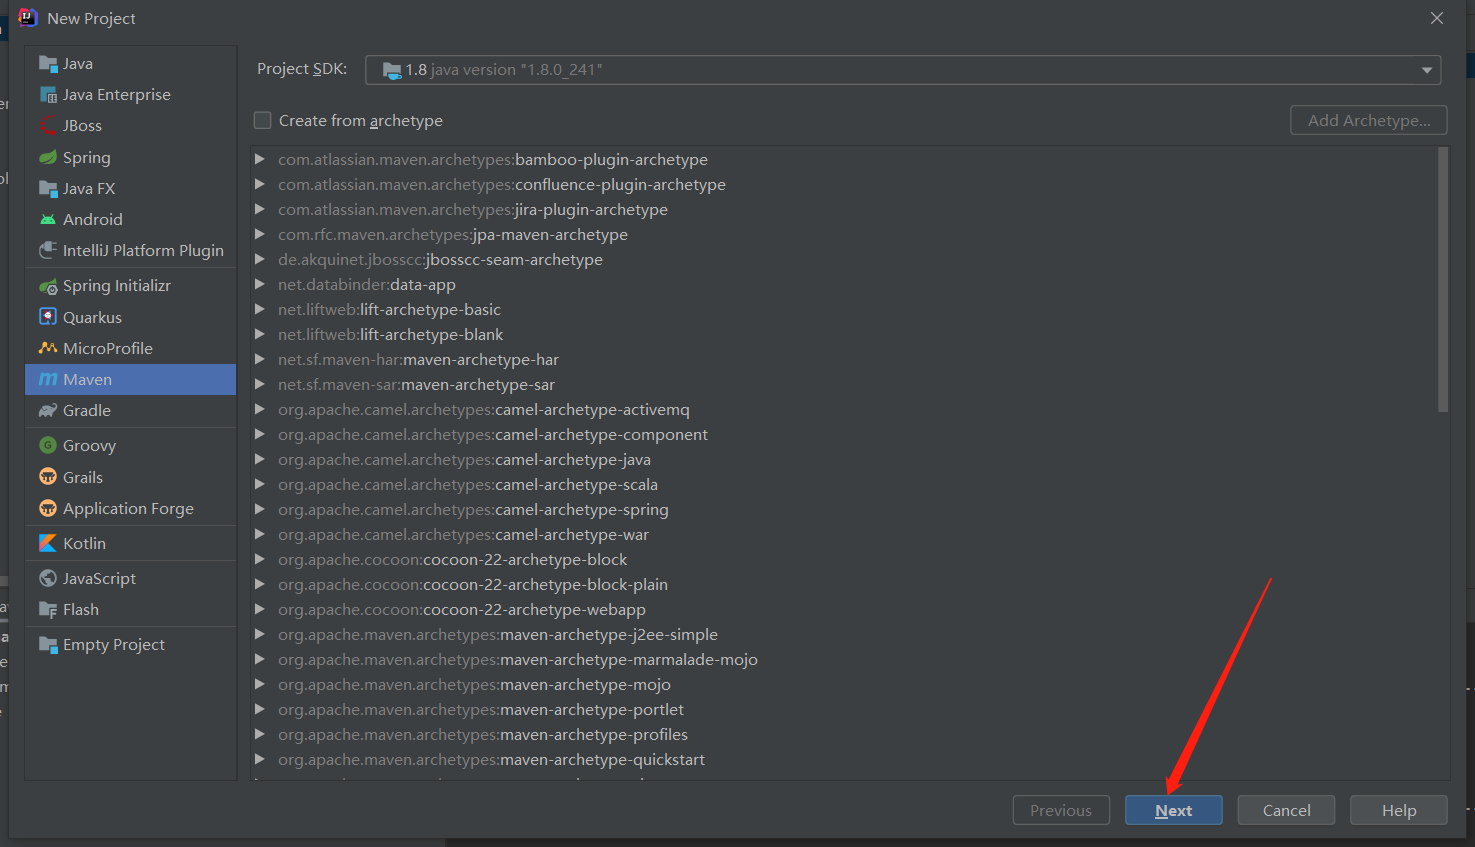 New Project
Java
Java Enterprise
JBoss
Spring
Java FX
Android
IntelliJ Platform Plugin
Spring Initializr
Quarkus
MicroProfile
Maven
Gradle
Groovy
Grails
Application Forge
Kotlin
JavaScript
Flash
Empty Project
Project SDK: 1.8 java version "1.8.0_241"
Create from archetype Add Archetype...
com.atlassian.maven.archetypes:bamboo-plugin-archetype
com.atlassian.maven.archetypes:confluence-plugin-archetype
com.atlassian.maven.archetypes:jira-plugin-archetype
com.rfc.maven.archetypes:jpa-maven-archetype
de.akquinet.jbosscc:jbosscc-seam-archetype
net.databinder:data-app
net.liftweb:lift-archetype-basic
net.liftweb:lift-archetype-blank
net.sf.maven-har:maven-archetype-har
net.sf.maven-sar:maven-archetype-sar
org.apache.camel.archetypes:camel-archetype-activemq
org.apache.camel.archetypes:camel-archetype-component
org.apache.camel.archetypes:camel-archetype-java
org.apache.camel.archetypes:camel-archetype-scala
org.apache.camel.archetypes:camel-archetype-spring
org.apache.camel.archetypes:camel-archetype-war
org.apache.cocoon:cocoon-22-archetype-block
org.apache.cocoon:cocoon-22-archetype-block-plain
org.apache.cocoon:cocoon-22-archetype-webapp
org.apache.maven.archetypes:maven-archetype-j2ee-simple
org.apache.maven.archetypes:maven-archetype-marmalade-mojo
org.apache.maven.archetypes:maven-archetype-mojo
org.apache.maven.archetypes:maven-archetype-portlet
org.apache.maven.archetypes:maven-archetype-profiles
org.apache.maven.archetypes:maven-archetype-quickstart
Previous Next Cancel Help